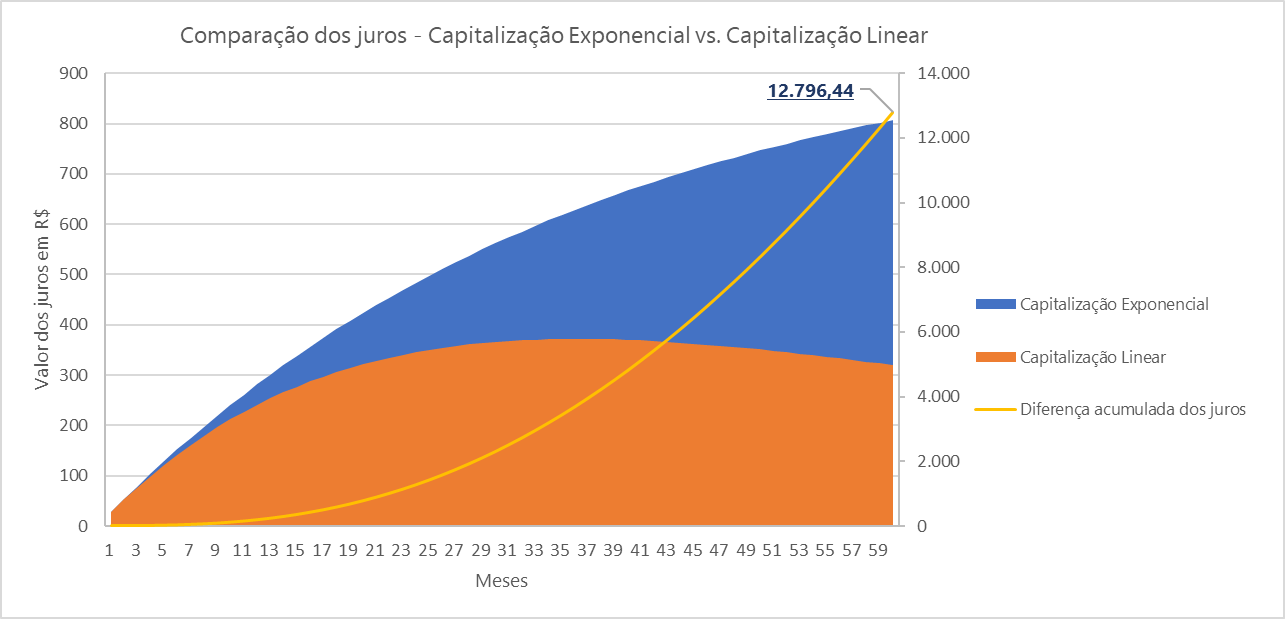 Comparação dos juros - Capitalização Exponencial vs. Capitalização Linear
900
800
700
600
500
400
300
200
100
0
Valor dos juros em R$
12.796,44
14.000
12.000
10.000
8.000
6.000
4.000
2.000
0
1 3 5 7 9 11 13 15 17 19 21 23 25 27 29 31 33 35 37 39 41 43 45 47 49 51 53 55 57 59
Meses
Capitalização Exponencial
Capitalização Linear
Diferença acumulada dos juros